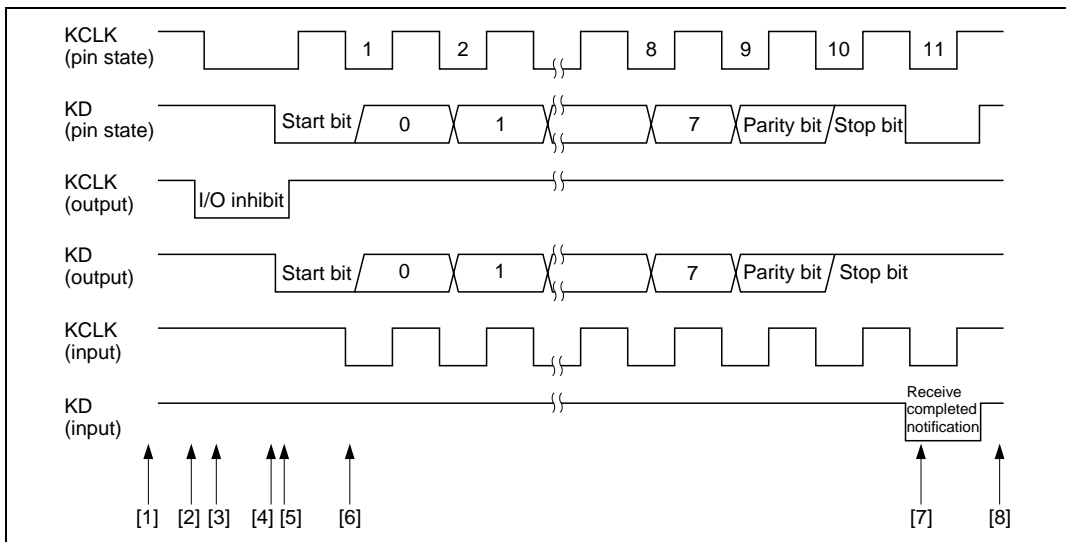 KCLK
(pin state)
1 2 8 9 10 11
KD
(pin state)
Start bit 0 1 7 Parity bit Stop bit
KCLK
(output)
I/O inhibit
KD
(output)
Start bit 0 1 7 Parity bit Stop bit
KCLK
(input)
KD
(input)
Receive
completed
notification
[1] [2] [3] [4] [5] [6] [7] [8]